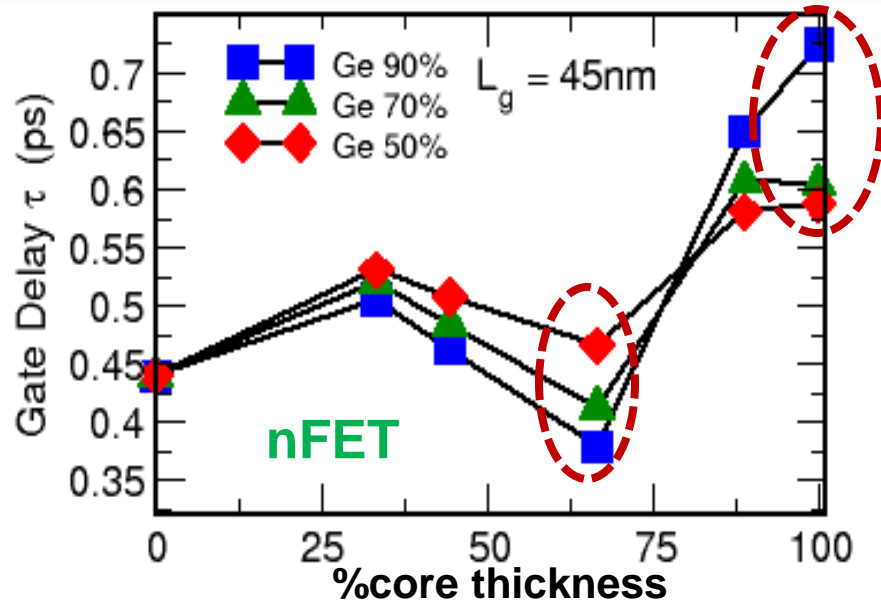 Gate Delay τ (ps)
0.7
0.65
0.6
0.55
0.5
0.45
0.4
0.35
Ge 90%
Ge 70%
Ge 50%
L_g = 45nm
nFET
0 25 50 75 100
%core thickness